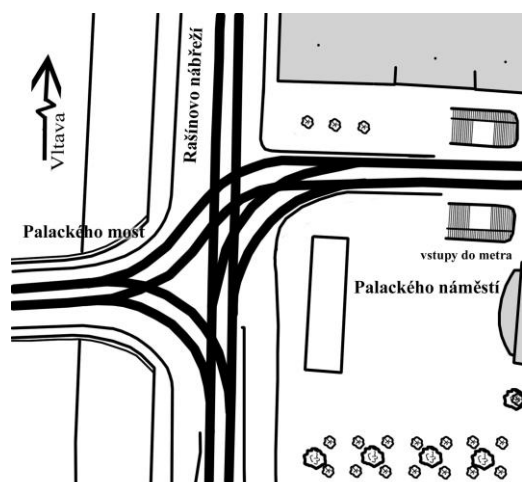 Rašínovo nábřeží
Vltava
Palackého most
vstupy do metra
Palackého náměstí